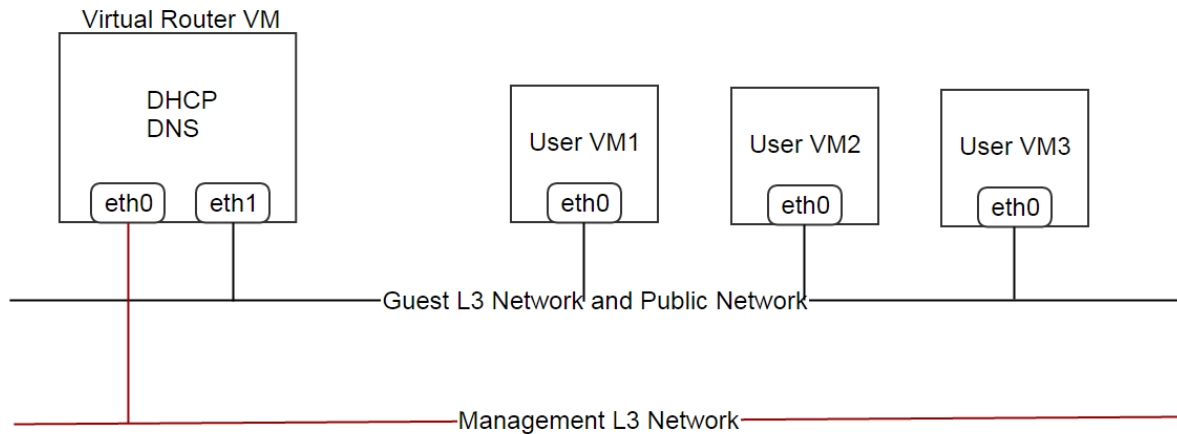 Virtual Router VM
DHCP
DNS
eth0
eth1
User VM1
eth0
User VM2
eth0
User VM3
eth0
Guest L3 Network and Public Network
Management L3 Network